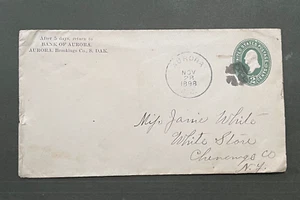 After 5 days, return to
BANK OF AURORA,
AURORA, Brookings Co., S. DAK.
AURORA
NOV
1898
Miss Janie White
White Store
Chenango Co
N.Y.